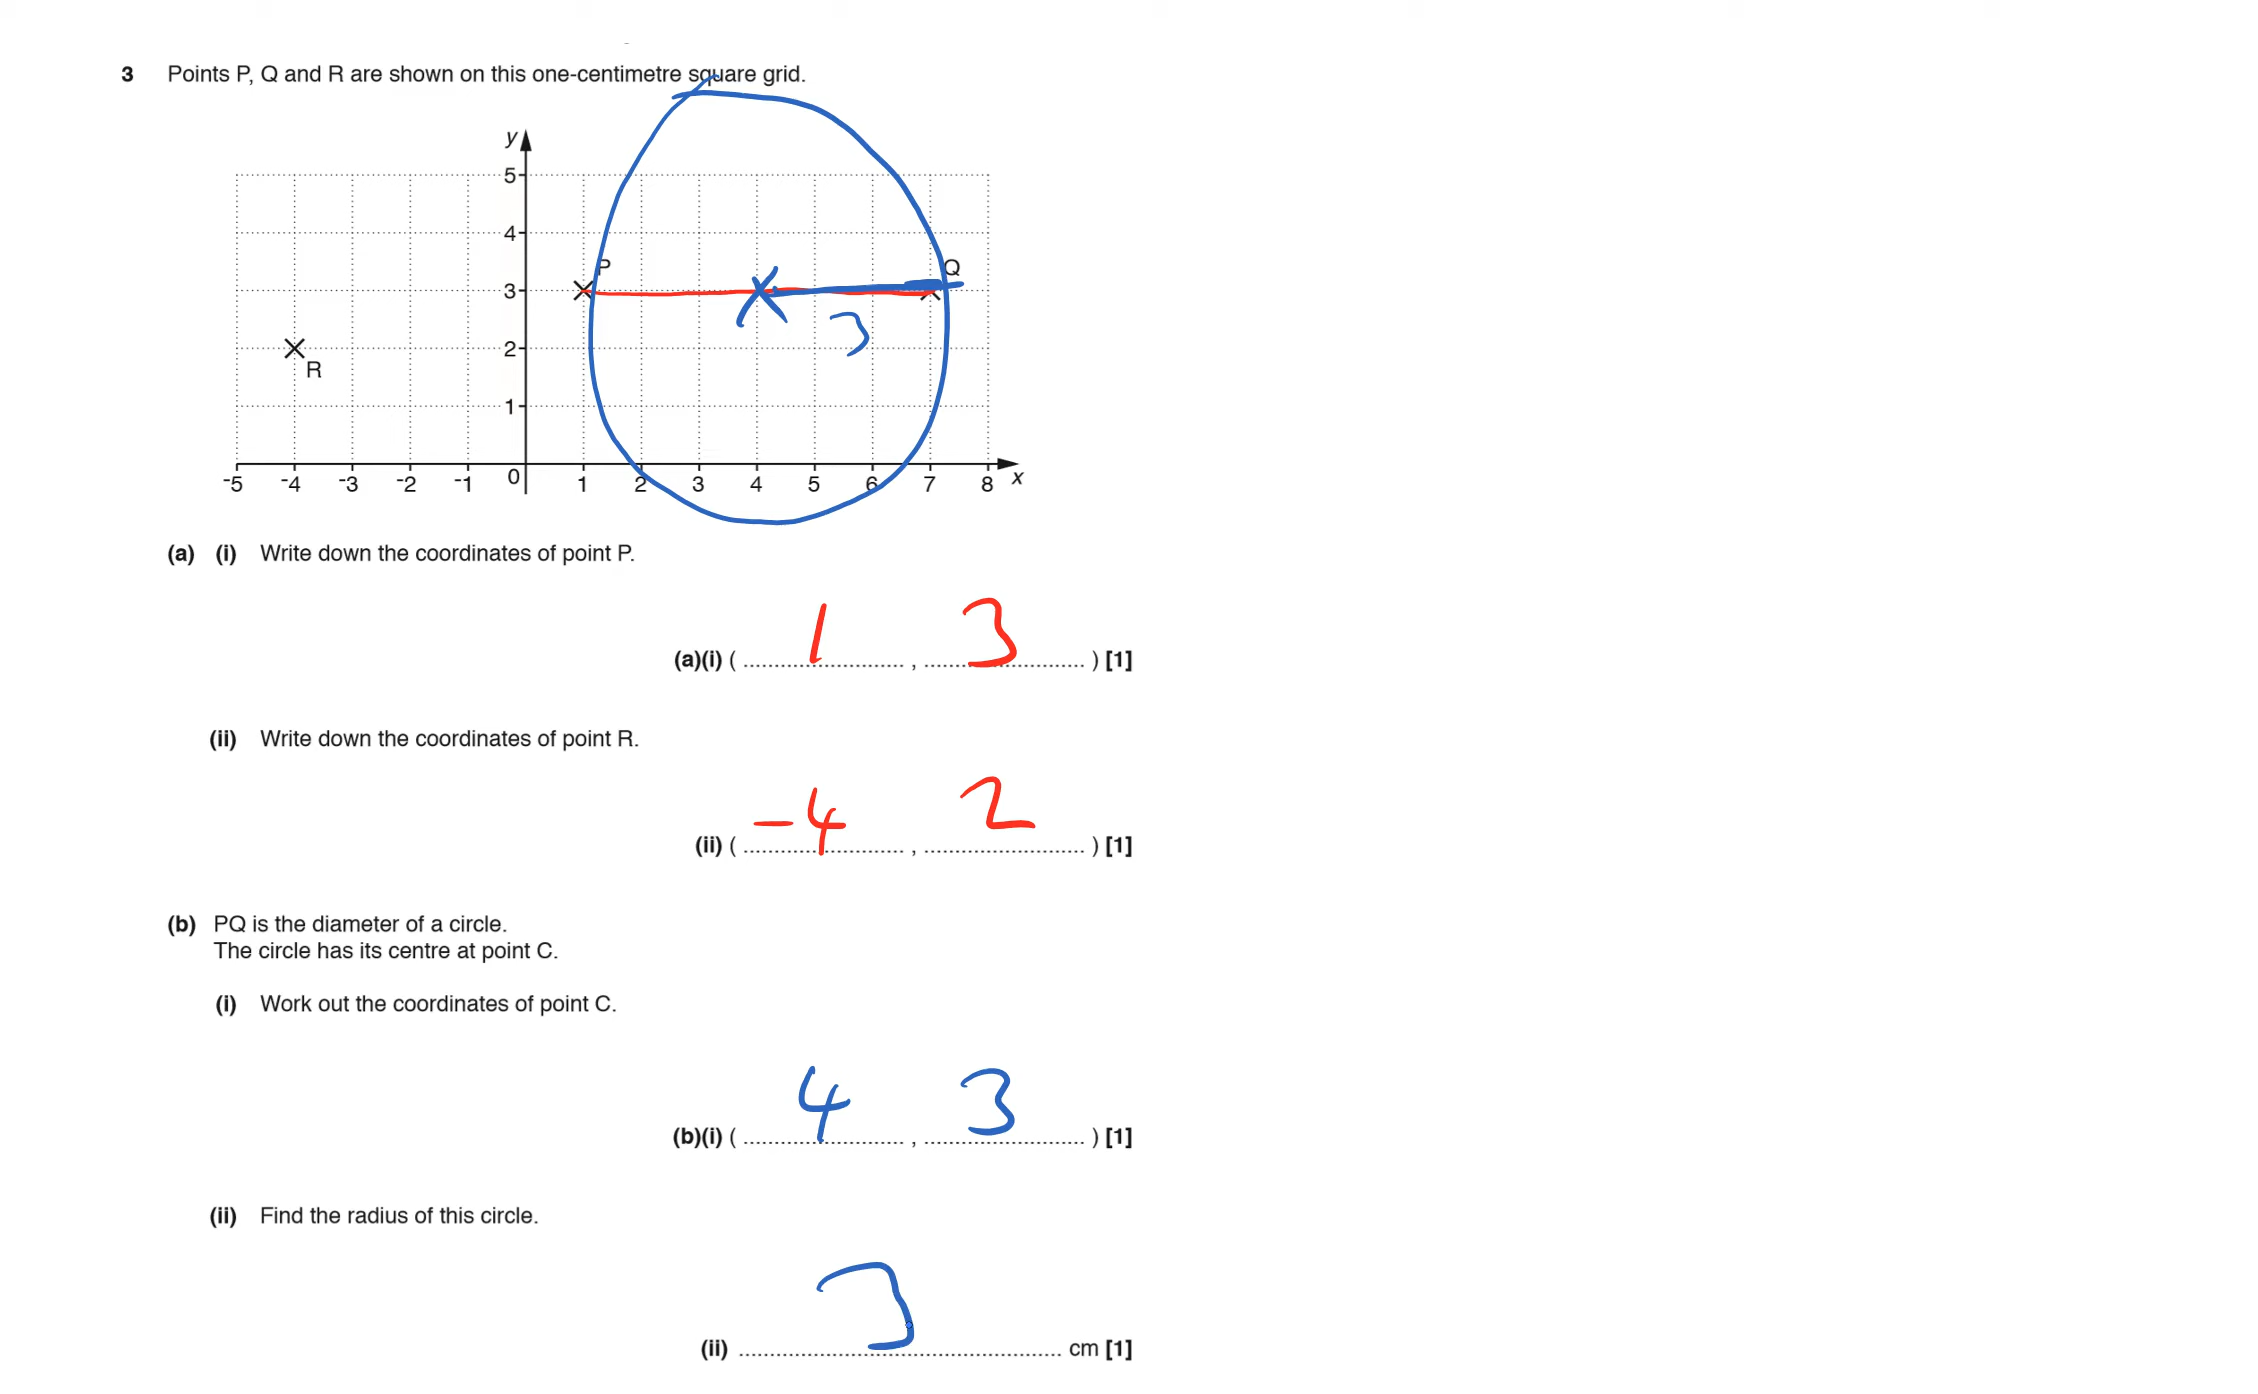 3 Points P, Q and R are shown on this one-centimetre square grid.
y
5
4
P Q
3
3
2
R
1
-5 -4 -3 -2 -1 0 1 2 3 4 5 6 7 8 x
(a) (i) Write down the coordinates of point P.
1 3
(a)(i) ( .......................... , .......................... ) [1]
(ii) Write down the coordinates of point R.
-4 2
(ii) ( .......................... , .......................... ) [1]
(b) PQ is the diameter of a circle.
The circle has its centre at point C.
(i) Work out the coordinates of point C.
4 3
(b)(i) ( .......................... , .......................... ) [1]
(ii) Find the radius of this circle.
3
(ii) ..................................................... cm [1]